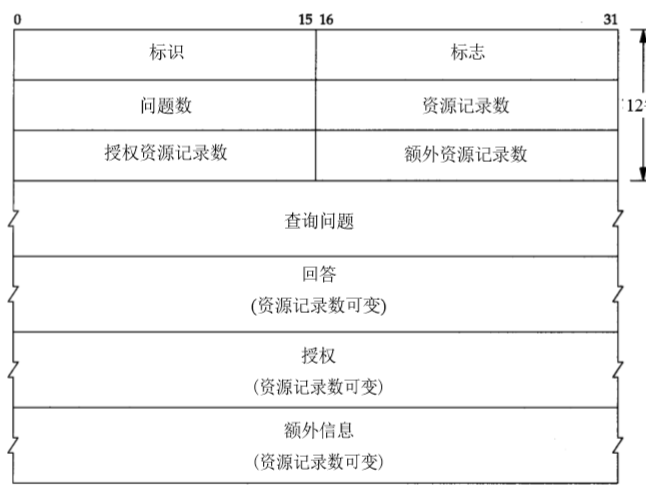 0 15 16 31
标识 标志
问题数 资源记录数
12
授权资源记录数 额外资源记录数
查询问题
回答
(资源记录数可变)
授权
(资源记录数可变)
额外信息
(资源记录数可变)